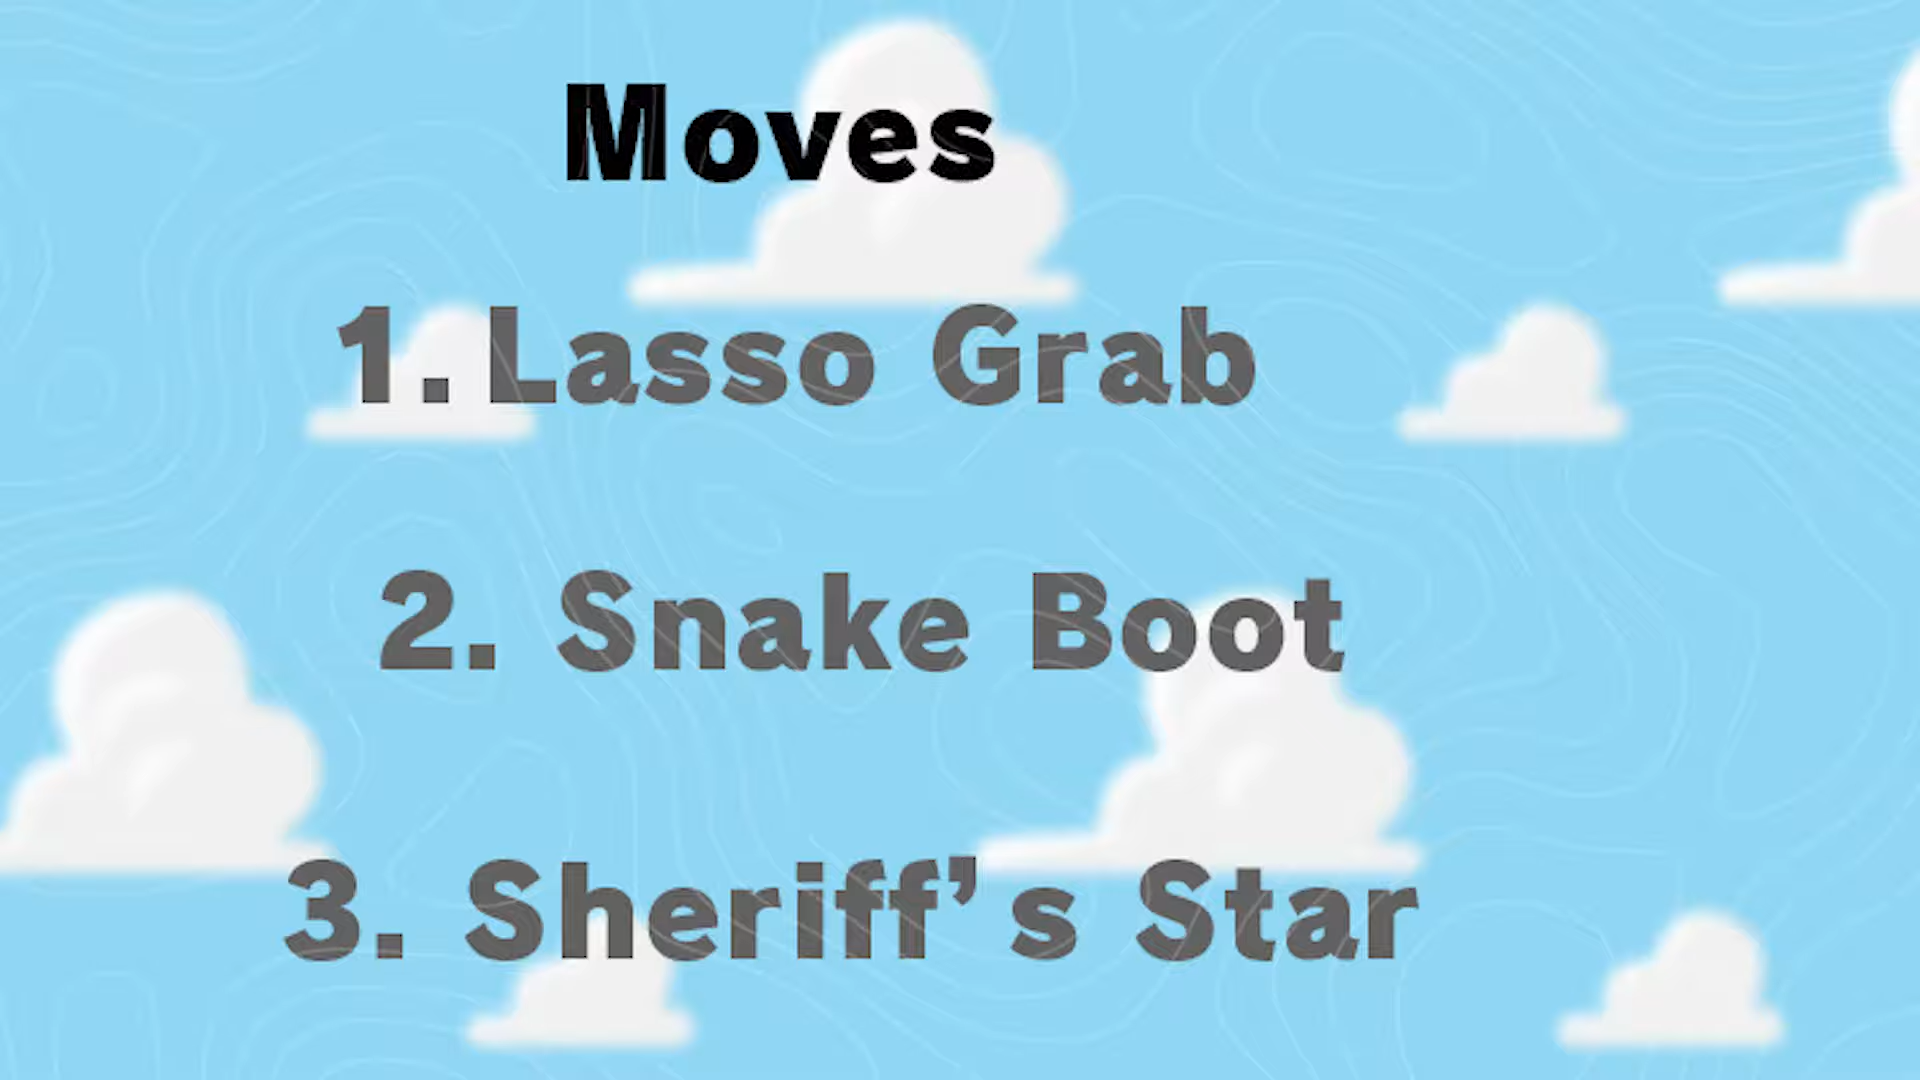 Moves
1. Lasso Grab
2. Snake Boot
3. Sheriff’s Star